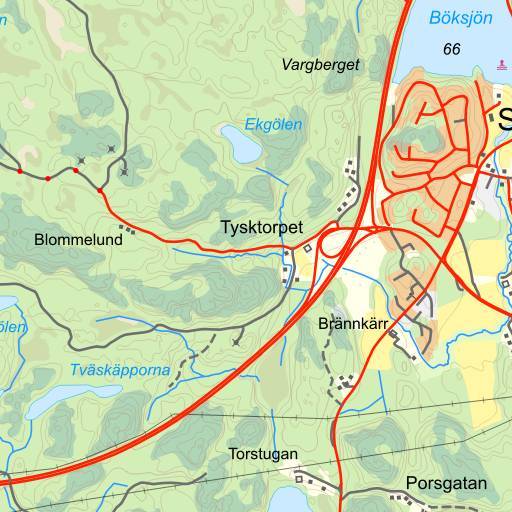 Böksjön
66
Vargberget
Ekgölen
S
Tysktorpet
Blommelund
Brännkärr
Tväskäpporna
Torstugan
Porsgatan